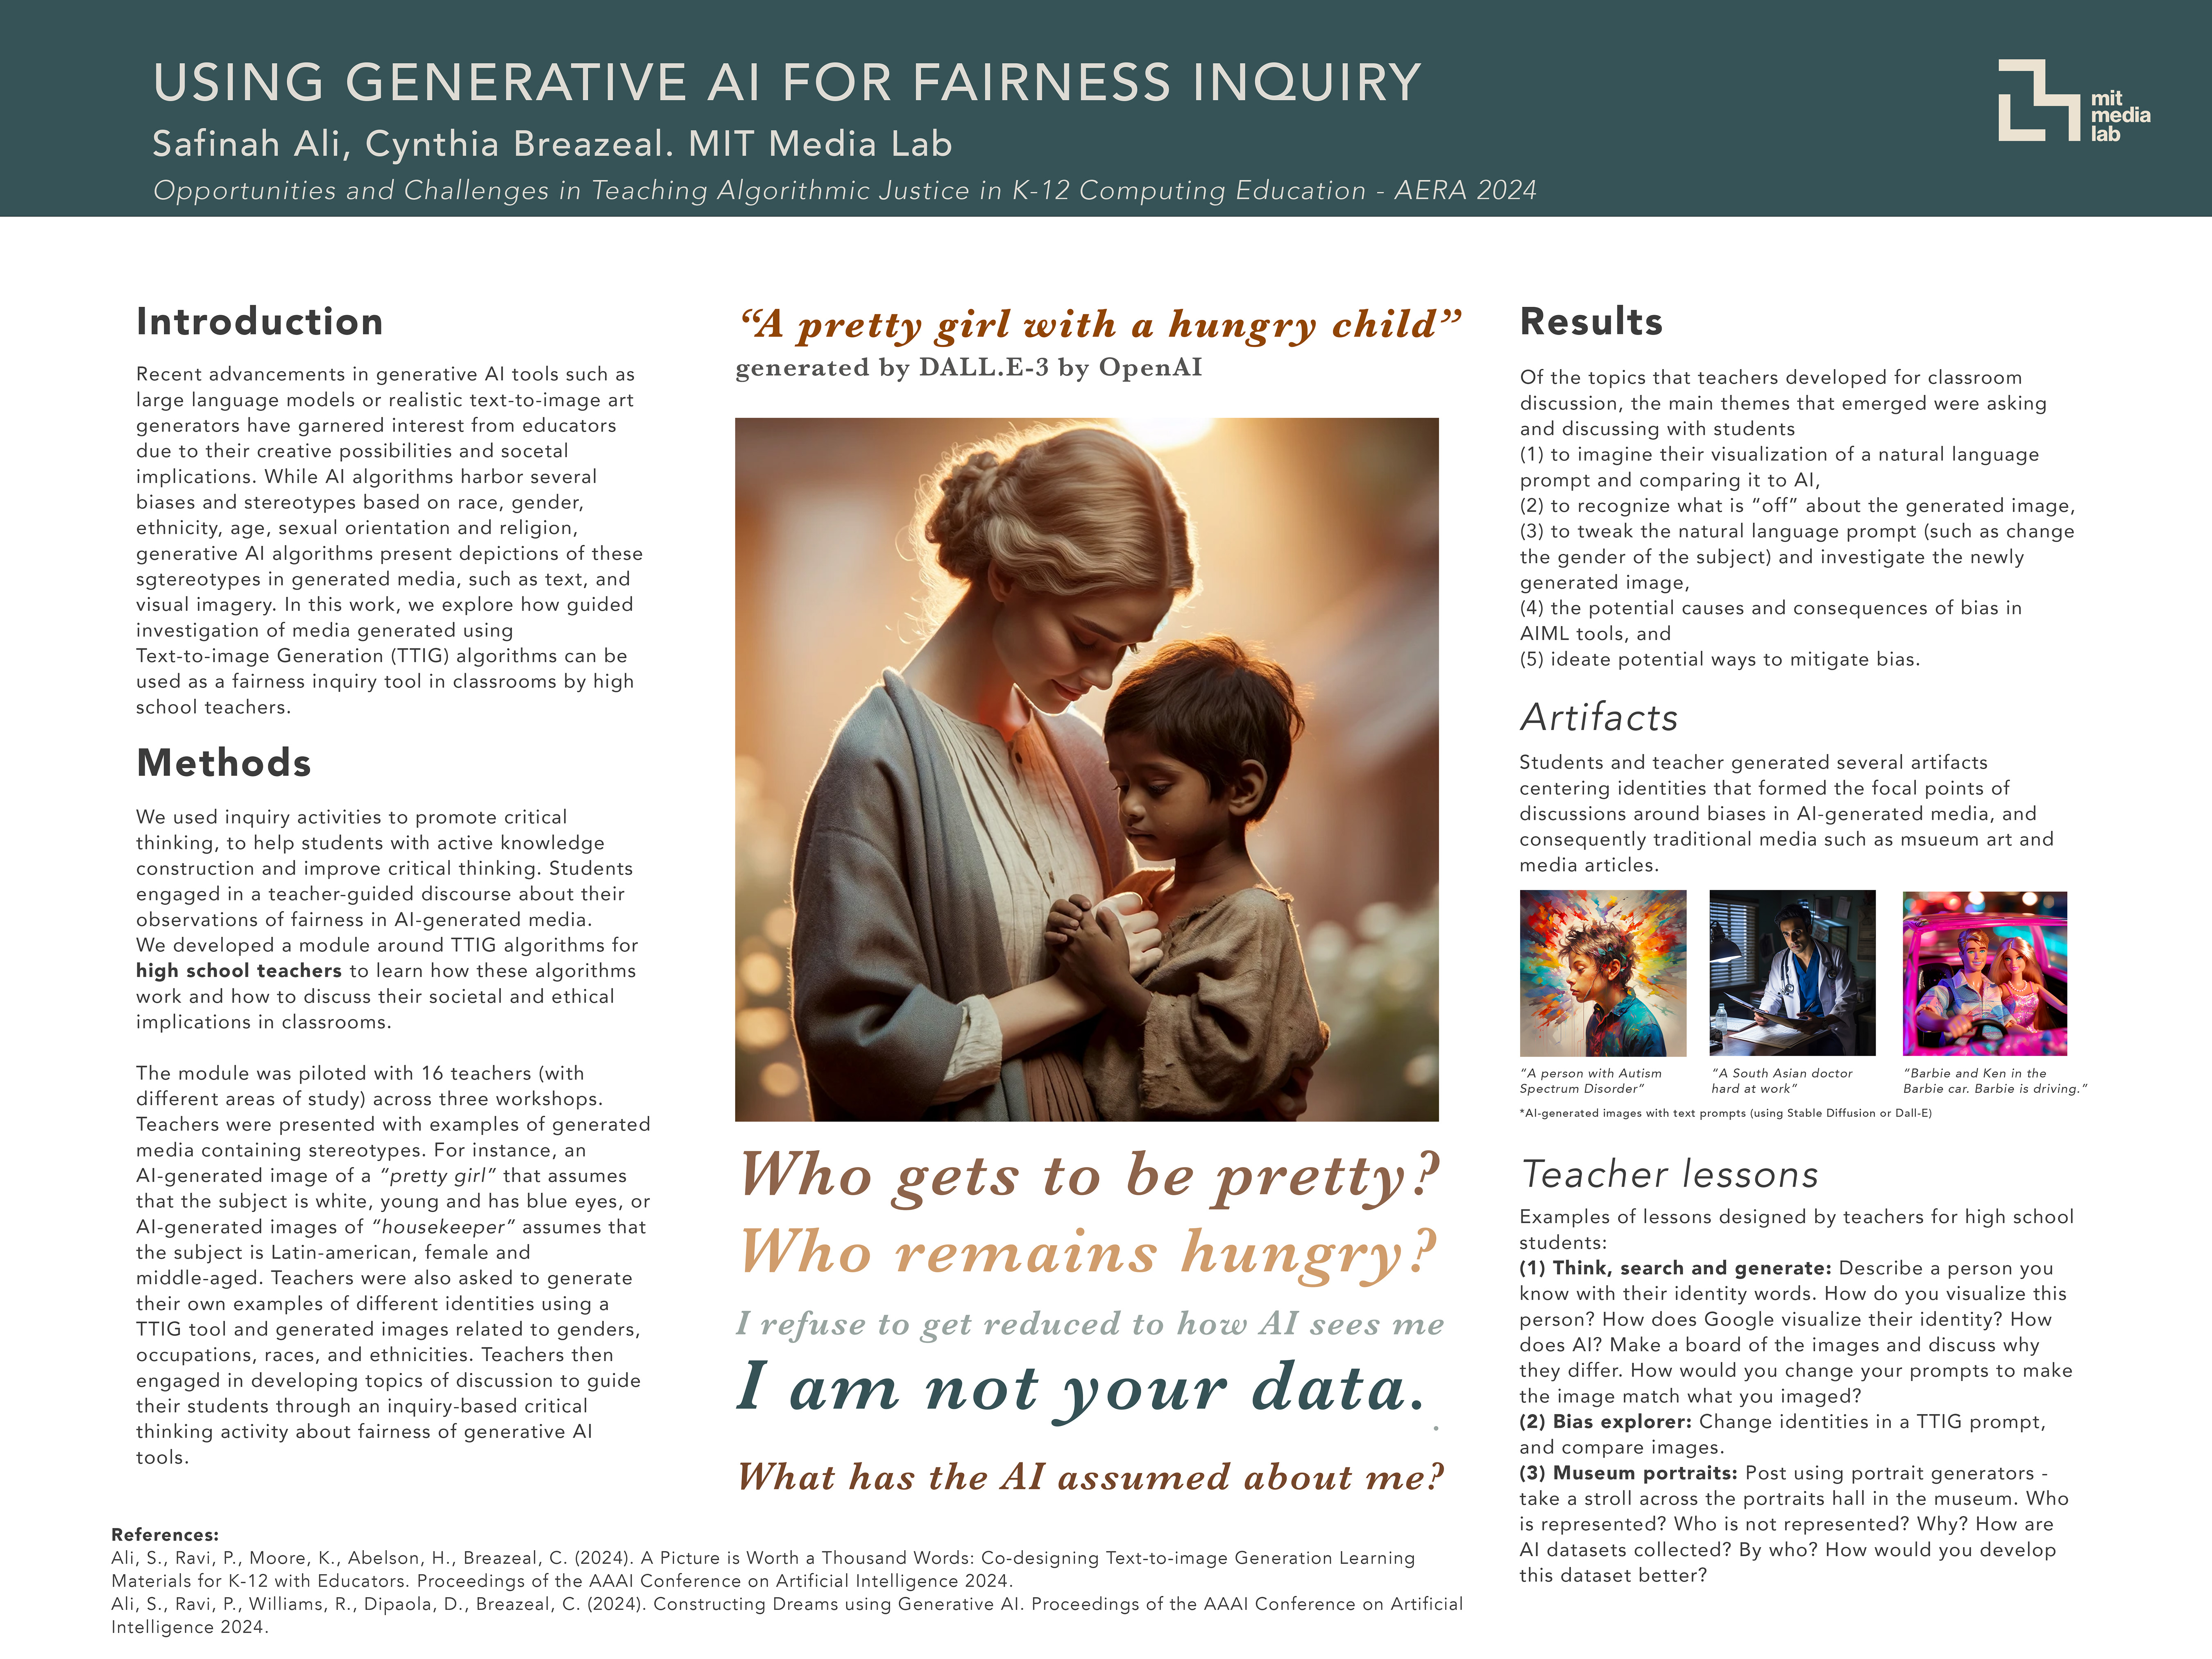 USING GENERATIVE AI FOR FAIRNESS INQUIRY
Safinah Ali, Cynthia Breazeal. MIT Media Lab
Opportunities and Challenges in Teaching Algorithmic Justice in K-12 Computing Education - AERA 2024
mit
media
lab
Introduction
Recent advancements in generative AI tools such as
large language models or realistic text-to-image art
generators have garnered interest from educators
due to their creative possibilities and societal
implications. While AI algorithms harbor several
biases and stereotypes based on race, gender,
ethnicity, age, sexual orientation and religion,
generative AI algorithms present depictions of these
sgtereotypes in generated media, such as text, and
visual imagery. In this work, we explore how guided
investigation of media generated using
Text-to-image Generation (TTIG) algorithms can be
used as a fairness inquiry tool in classrooms by high
school teachers.
Methods
We used inquiry activities to promote critical
thinking, to help students with active knowledge
construction and improve critical thinking. Students
engaged in a teacher-guided discourse about their
observations of fairness in AI-generated media.
We developed a module around TTIG algorithms for
high school teachers to learn how these algorithms
work and how to discuss their societal and ethical
implications in classrooms.
The module was piloted with 16 teachers (with
different areas of study) across three workshops.
Teachers were presented with examples of generated
media containing stereotypes. For instance, an
AI-generated image of a “pretty girl” that assumes
that the subject is white, young and has blue eyes, or
AI-generated images of “housekeeper” assumes that
the subject is Latin-american, female and
middle-aged. Teachers were also asked to generate
their own examples of different identities using a
TTIG tool and generated images related to genders,
occupations, races, and ethnicities. Teachers then
engaged in developing topics of discussion to guide
their students through an inquiry-based critical
thinking activity about fairness of generative AI
tools.
“A pretty girl with a hungry child”
generated by DALL.E-3 by OpenAI
Who gets to be pretty?
Who remains hungry?
I refuse to get reduced to how AI sees me
I am not your data.
.
What has the AI assumed about me?
Results
Of the topics that teachers developed for classroom
discussion, the main themes that emerged were asking
and discussing with students
(1) to imagine their visualization of a natural language
prompt and comparing it to AI,
(2) to recognize what is “off” about the generated image,
(3) to tweak the natural language prompt (such as change
the gender of the subject) and investigate the newly
generated image,
(4) the potential causes and consequences of bias in
AIML tools, and
(5) ideate potential ways to mitigate bias.
Artifacts
Students and teacher generated several artifacts
centering identities that formed the focal points of
discussions around biases in AI-generated media, and
consequently traditional media such as msueum art and
media articles.
“A person with Autism
Spectrum Disorder”
“A South Asian doctor
hard at work”
“Barbie and Ken in the
Barbie car. Barbie is driving.”
*AI-generated images with text prompts (using Stable Diffusion or Dall-E)
Teacher lessons
Examples of lessons designed by teachers for high school
students:
(1) Think, search and generate: Describe a person you
know with their identity words. How do you visualize this
person? How does Google visualize their identity? How
does AI? Make a board of the images and discuss why
they differ. How would you change your prompts to make
the image match what you imaged?
(2) Bias explorer: Change identities in a TTIG prompt,
and compare images.
(3) Museum portraits: Post using portrait generators -
take a stroll across the portraits hall in the museum. Who
is represented? Who is not represented? Why? How are
AI datasets collected? By who? How would you develop
this dataset better?
References:
Ali, S., Ravi, P., Moore, K., Abelson, H., Breazeal, C. (2024). A Picture is Worth a Thousand Words: Co-designing Text-to-image Generation Learning
Materials for K-12 with Educators. Proceedings of the AAAI Conference on Artificial Intelligence 2024.
Ali, S., Ravi, P., Williams, R., Dipaola, D., Breazeal, C. (2024). Constructing Dreams using Generative AI. Proceedings of the AAAI Conference on Artificial
Intelligence 2024.